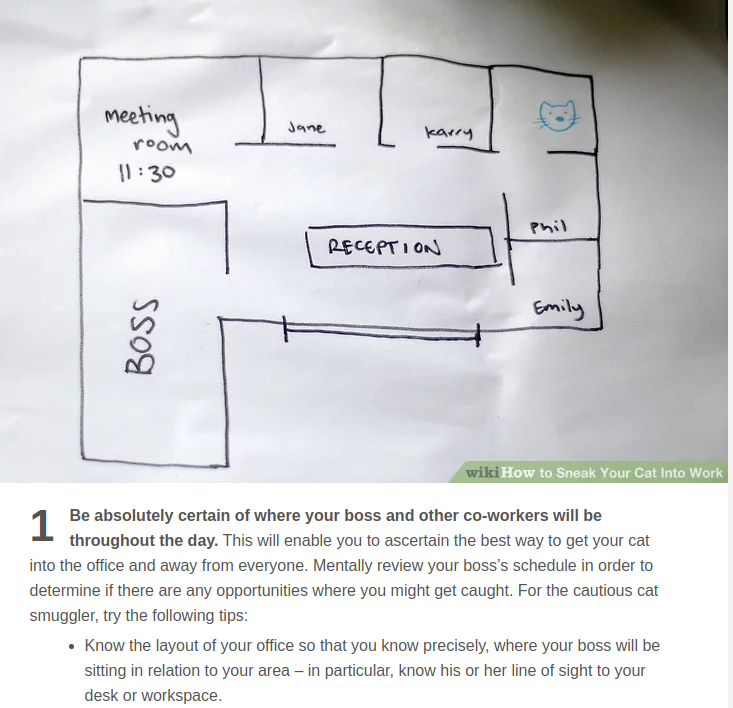 meeting
room
11:30
Jane
Karry
Phil
RECEPTION
Emily
BOSS
wikiHow to Sneak Your Cat Into Work
1
Be absolutely certain of where your boss and other co-workers will be
throughout the day. This will enable you to ascertain the best way to get your cat
into the office and away from everyone. Mentally review your boss’s schedule in order to
determine if there are any opportunities where you might get caught. For the cautious cat
smuggler, try the following tips:
• Know the layout of your office so that you know precisely, where your boss will be
sitting in relation to your area – in particular, know his or her line of sight to your
desk or workspace.